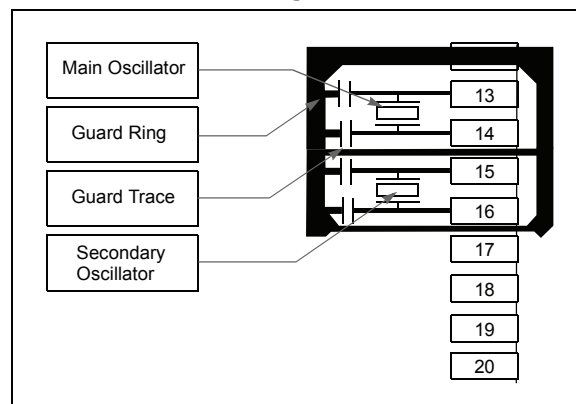 Main Oscillator
Guard Ring
Guard Trace
Secondary
Oscillator
13
14
15
16
17
18
19
20